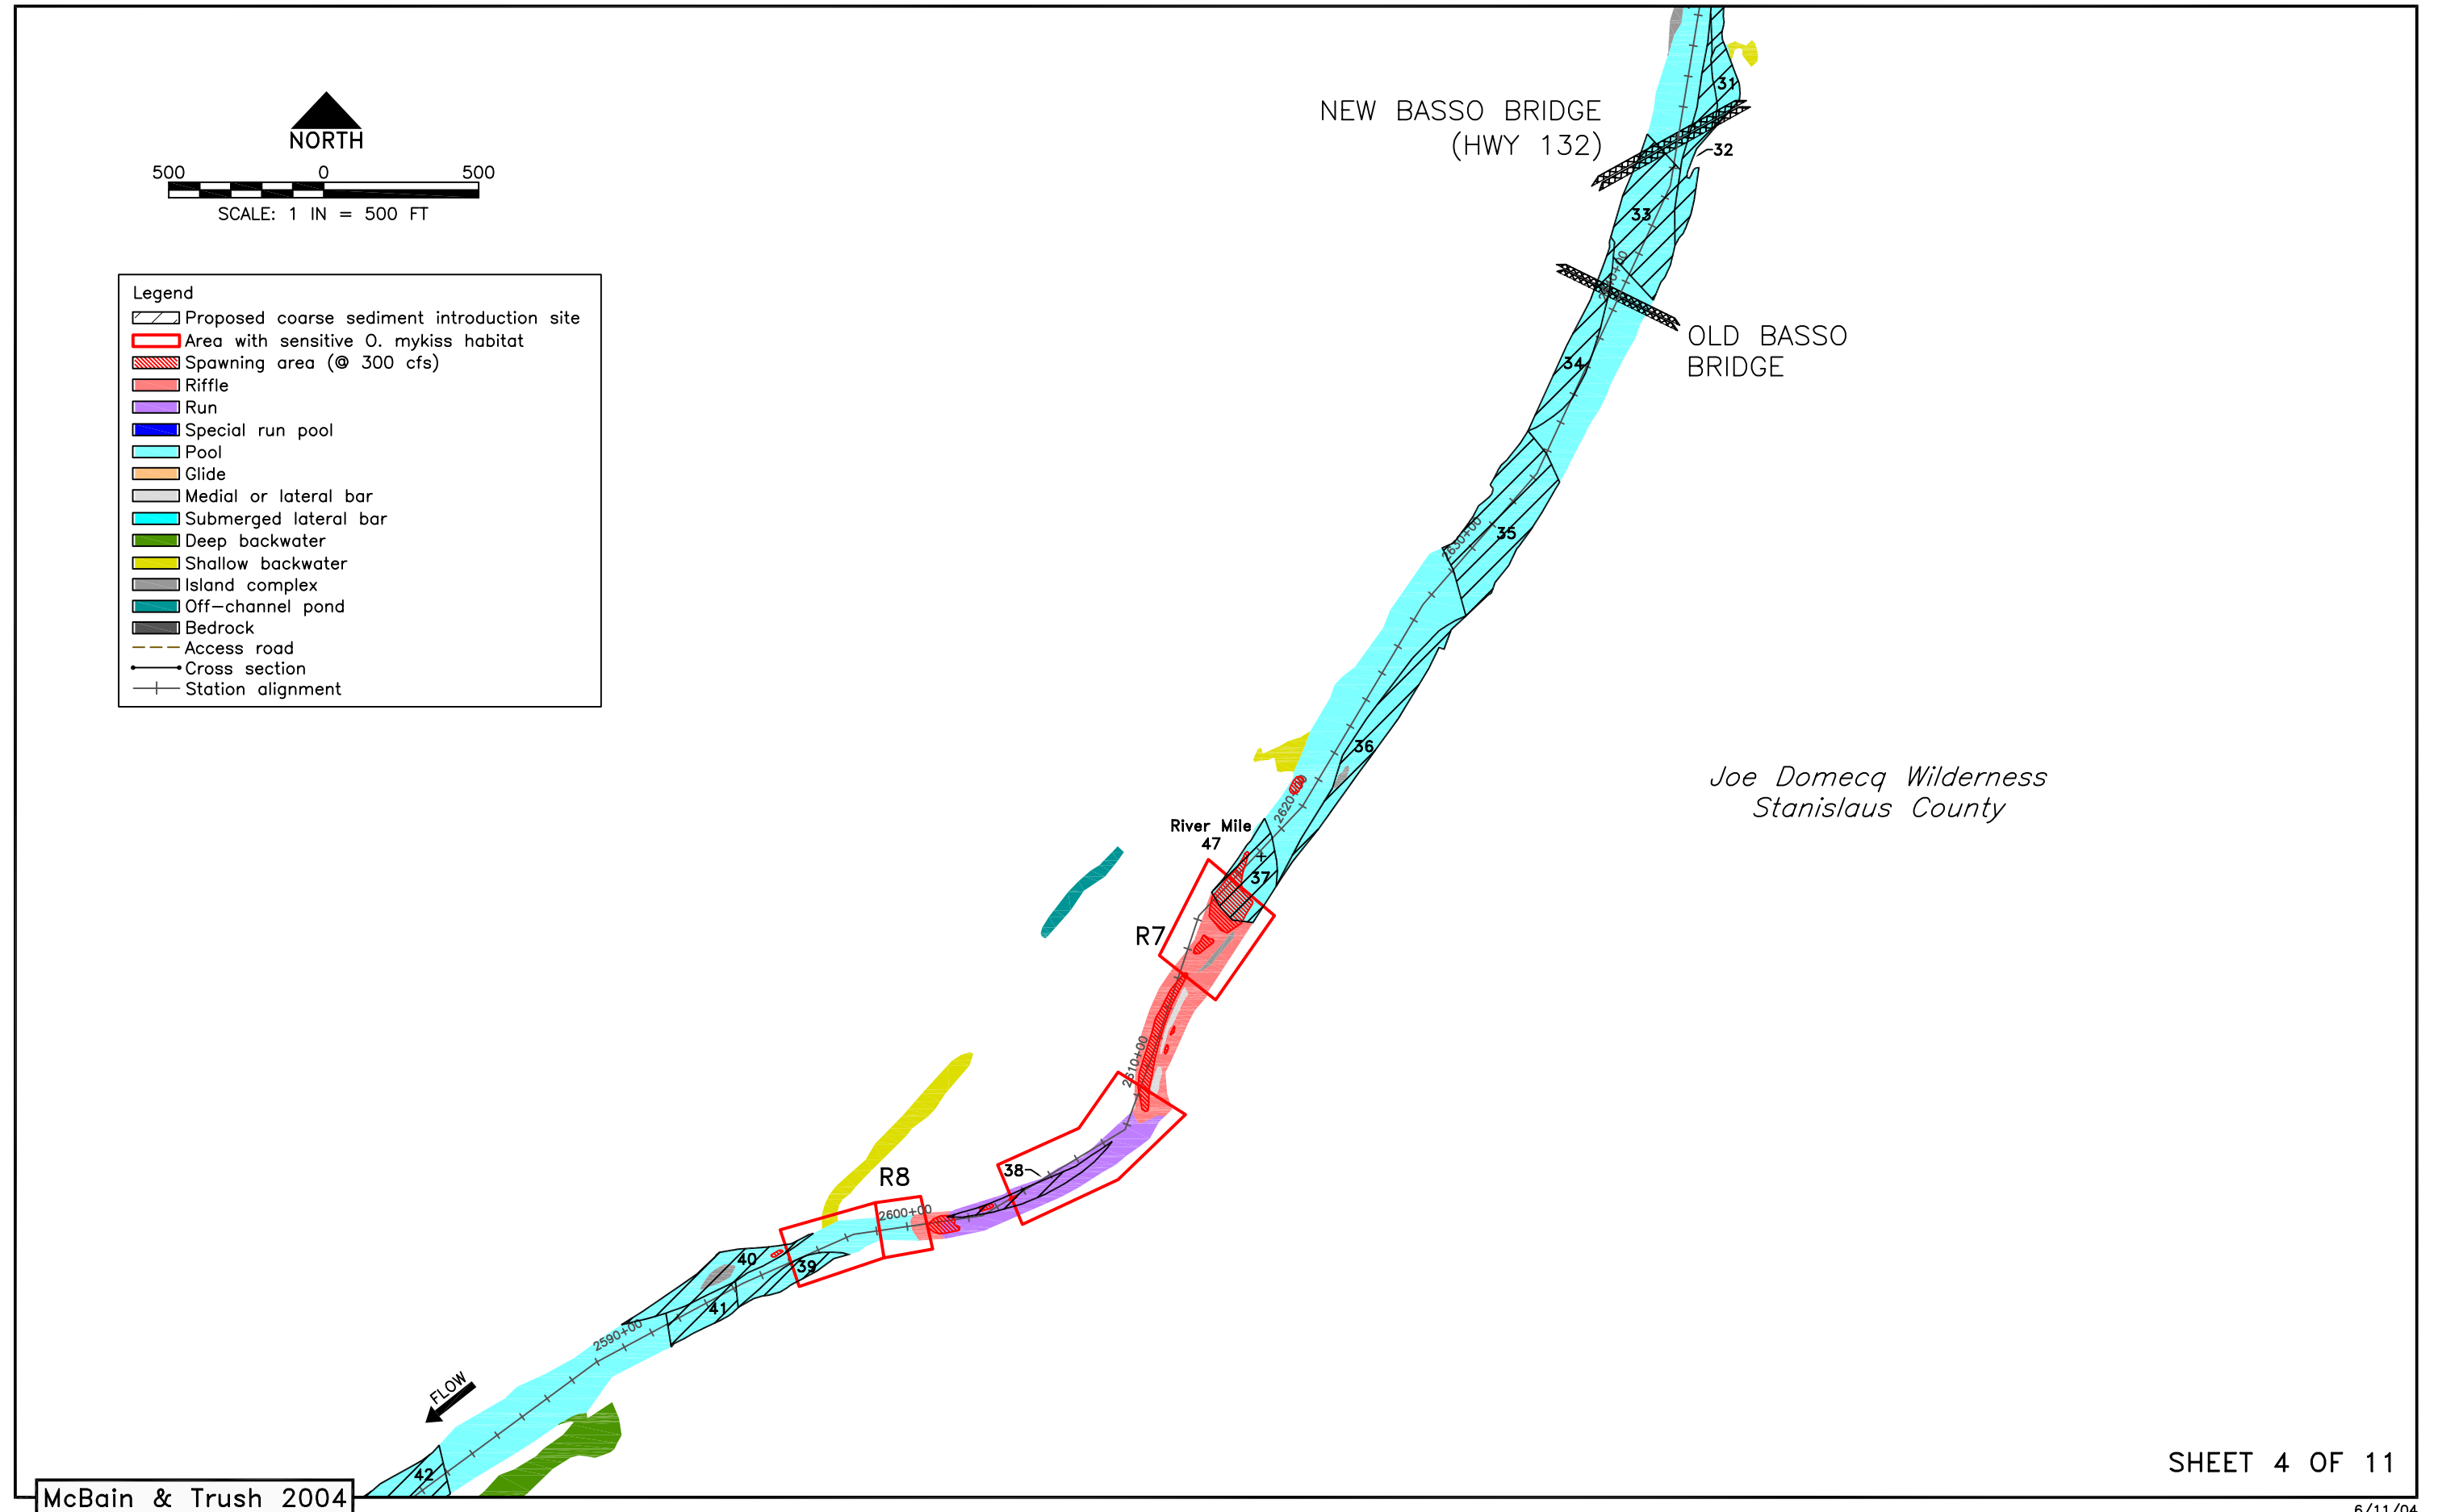 NORTH
500 0 500
SCALE: 1 IN = 500 FT
Legend
Proposed coarse sediment introduction site
Area with sensitive O. mykiss habitat
Spawning area (@ 300 cfs)
Riffle
Run
Special run pool
Pool
Glide
Medial or lateral bar
Submerged lateral bar
Deep backwater
Shallow backwater
Island complex
Off-channel pond
Bedrock
Access road
Cross section
Station alignment
NEW BASSO BRIDGE
(HWY 132)
31
32
33
OLD BASSO
BRIDGE
34
35
2630+00
36
Joe Domecq Wilderness
Stanislaus County
2620+00
River Mile
47
37
R7
2610+00
38
R8
2600+00
40
39
41
2590+00
FLOW
42
SHEET 4 OF 11
McBain & Trush 2004
6/11/04